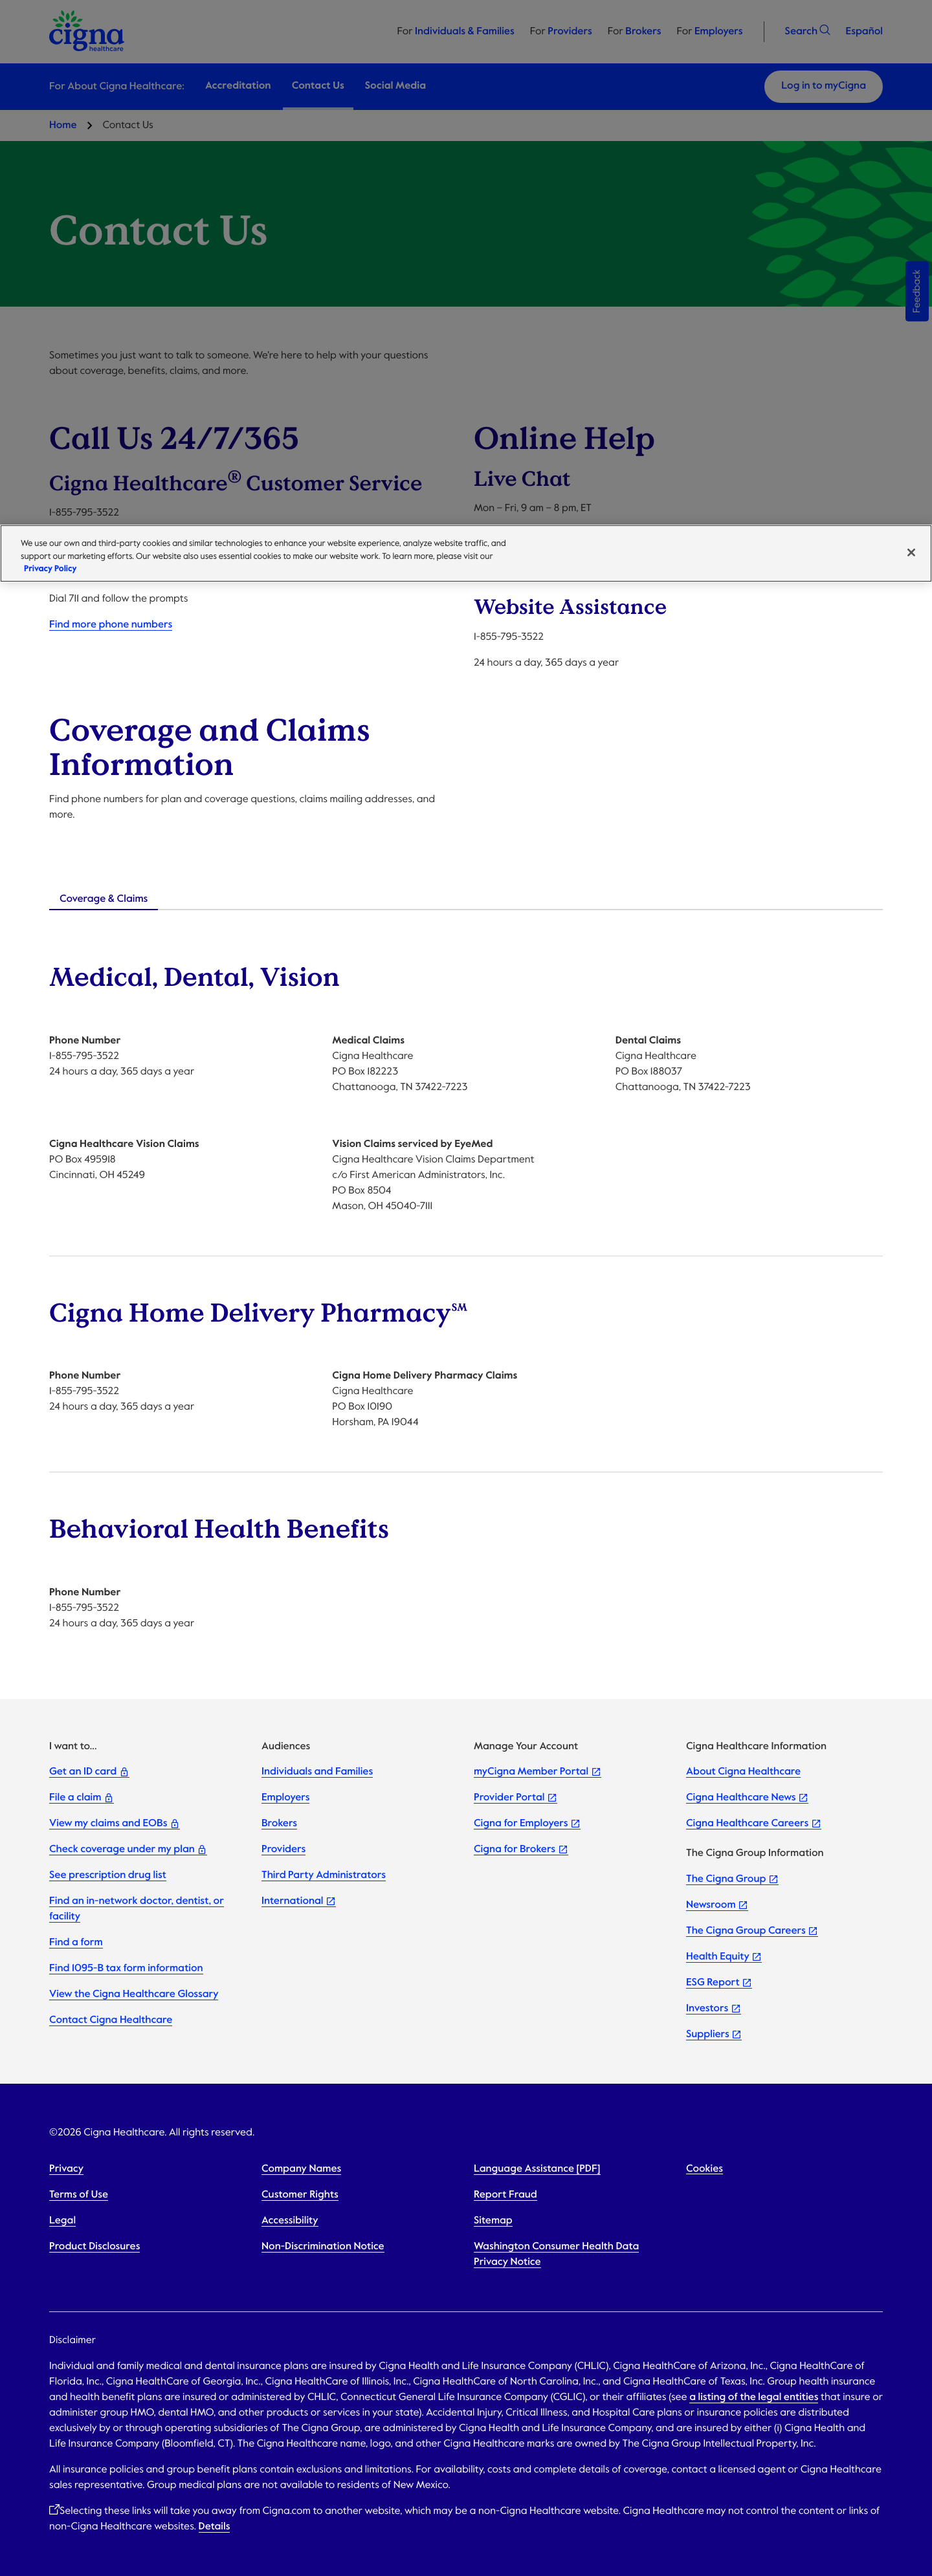 cigna
healthcare
For Individuals & Families
For Providers
For Brokers
For Employers
Search
Español
For About Cigna Healthcare:
Accreditation
Contact Us
Social Media
Log in to myCigna
Home
Contact Us
Contact Us
Feedback
Sometimes you just want to talk to someone. We're here to help with your questions
about coverage, benefits, claims, and more.
Call Us 24/7/365
Cigna Healthcare® Customer Service
1-855-795-3522
Online Help
Live Chat
Mon – Fri, 9 am – 8 pm, ET
We use our own and third-party cookies and similar technologies to enhance your website experience, analyze website traffic, and
support our marketing efforts. Our website also uses essential cookies to make our website work. To learn more, please visit our
Privacy Policy
Dial 711 and follow the prompts
Find more phone numbers
Website Assistance
1-855-795-3522
24 hours a day, 365 days a year
Coverage and Claims
Information
Find phone numbers for plan and coverage questions, claims mailing addresses, and
more.
Coverage & Claims
Medical, Dental, Vision
Phone Number
1-855-795-3522
24 hours a day, 365 days a year
Medical Claims
Cigna Healthcare
PO Box 182223
Chattanooga, TN 37422-7223
Dental Claims
Cigna Healthcare
PO Box 188037
Chattanooga, TN 37422-7223
Cigna Healthcare Vision Claims
PO Box 495918
Cincinnati, OH 45249
Vision Claims serviced by EyeMed
Cigna Healthcare Vision Claims Department
c/o First American Administrators, Inc.
PO Box 8504
Mason, OH 45040-7111
Cigna Home Delivery Pharmacy℠
Phone Number
1-855-795-3522
24 hours a day, 365 days a year
Cigna Home Delivery Pharmacy Claims
Cigna Healthcare
PO Box 10190
Horsham, PA 19044
Behavioral Health Benefits
Phone Number
1-855-795-3522
24 hours a day, 365 days a year
I want to...
Get an ID card
File a claim
View my claims and EOBs
Check coverage under my plan
See prescription drug list
Find an in-network doctor, dentist, or
facility
Find a form
Find 1095-B tax form information
View the Cigna Healthcare Glossary
Contact Cigna Healthcare
Audiences
Individuals and Families
Employers
Brokers
Providers
Third Party Administrators
International
Manage Your Account
myCigna Member Portal
Provider Portal
Cigna for Employers
Cigna for Brokers
Cigna Healthcare Information
About Cigna Healthcare
Cigna Healthcare News
Cigna Healthcare Careers
The Cigna Group Information
The Cigna Group
Newsroom
The Cigna Group Careers
Health Equity
ESG Report
Investors
Suppliers
©2026 Cigna Healthcare. All rights reserved.
Privacy
Terms of Use
Legal
Product Disclosures
Company Names
Customer Rights
Accessibility
Non-Discrimination Notice
Language Assistance [PDF]
Report Fraud
Sitemap
Washington Consumer Health Data
Privacy Notice
Cookies
Disclaimer
Individual and family medical and dental insurance plans are insured by Cigna Health and Life Insurance Company (CHLIC), Cigna HealthCare of Arizona, Inc., Cigna HealthCare of
Florida, Inc., Cigna HealthCare of Georgia, Inc., Cigna HealthCare of Illinois, Inc., Cigna HealthCare of North Carolina, Inc., and Cigna HealthCare of Texas, Inc. Group health insurance
and health benefit plans are insured or administered by CHLIC, Connecticut General Life Insurance Company (CGLIC), or their affiliates (see a listing of the legal entities that insure or
administer group HMO, dental HMO, and other products or services in your state). Accidental Injury, Critical Illness, and Hospital Care plans or insurance policies are distributed
exclusively by or through operating subsidiaries of The Cigna Group, are administered by Cigna Health and Life Insurance Company, and are insured by either (i) Cigna Health and
Life Insurance Company (Bloomfield, CT). The Cigna Healthcare name, logo, and other Cigna Healthcare marks are owned by The Cigna Group Intellectual Property, Inc.
All insurance policies and group benefit plans contain exclusions and limitations. For availability, costs and complete details of coverage, contact a licensed agent or Cigna Healthcare
sales representative. Group medical plans are not available to residents of New Mexico.
Selecting these links will take you away from Cigna.com to another website, which may be a non-Cigna Healthcare website. Cigna Healthcare may not control the content or links of
non-Cigna Healthcare websites. Details